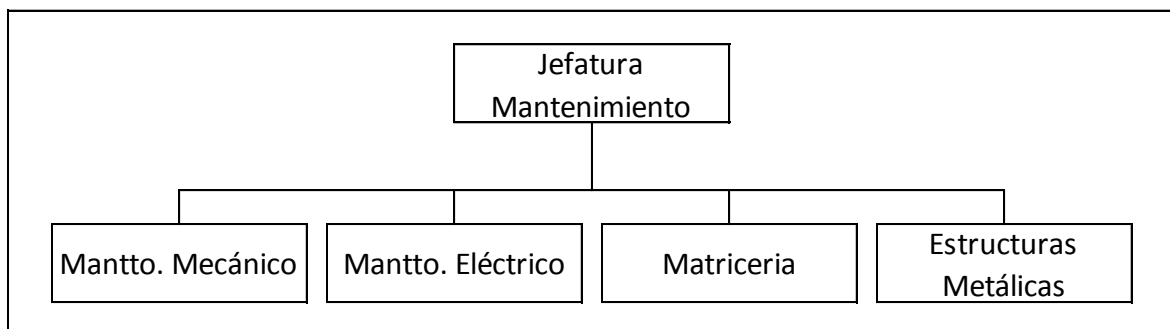 Jefatura
Mantenimiento
Mantto. Mecánico
Mantto. Eléctrico
Matriceria
Estructuras
Metálicas